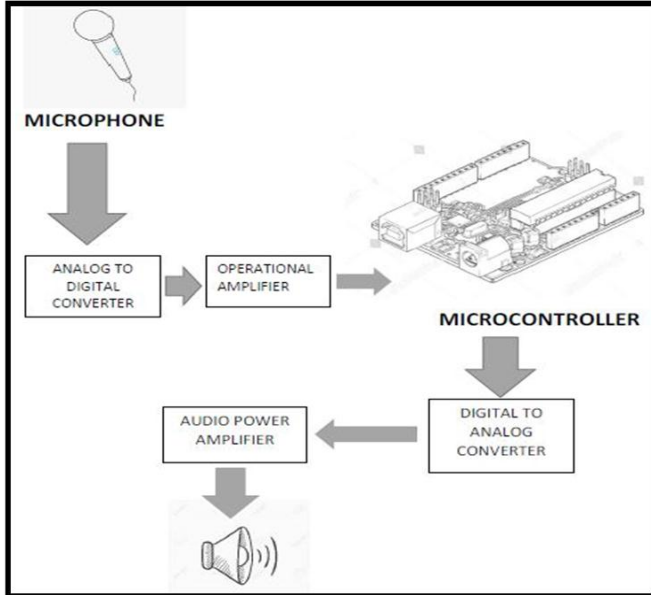 MICROPHONE
ANALOG TO
DIGITAL
CONVERTER
OPERATIONAL
AMPLIFIER
MICROCONTROLLER
AUDIO POWER
AMPLIFIER
DIGITAL TO
ANALOG
CONVERTER